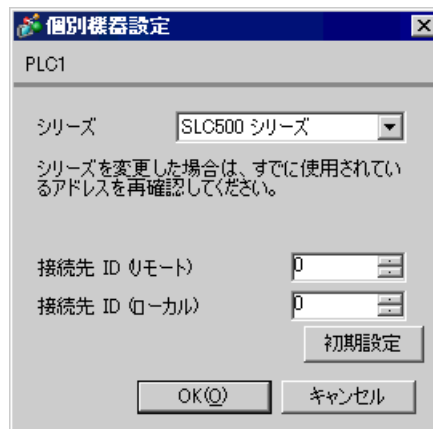 個別機器設定
PLC1
シリーズ
SLC500 シリーズ
シリーズを変更した場合は、すでに使用されてい
るアドレスを再確認してください。
接続先 ID (リモート)
0
接続先 ID (ローカル)
0
初期設定
OK(O)
キャンセル